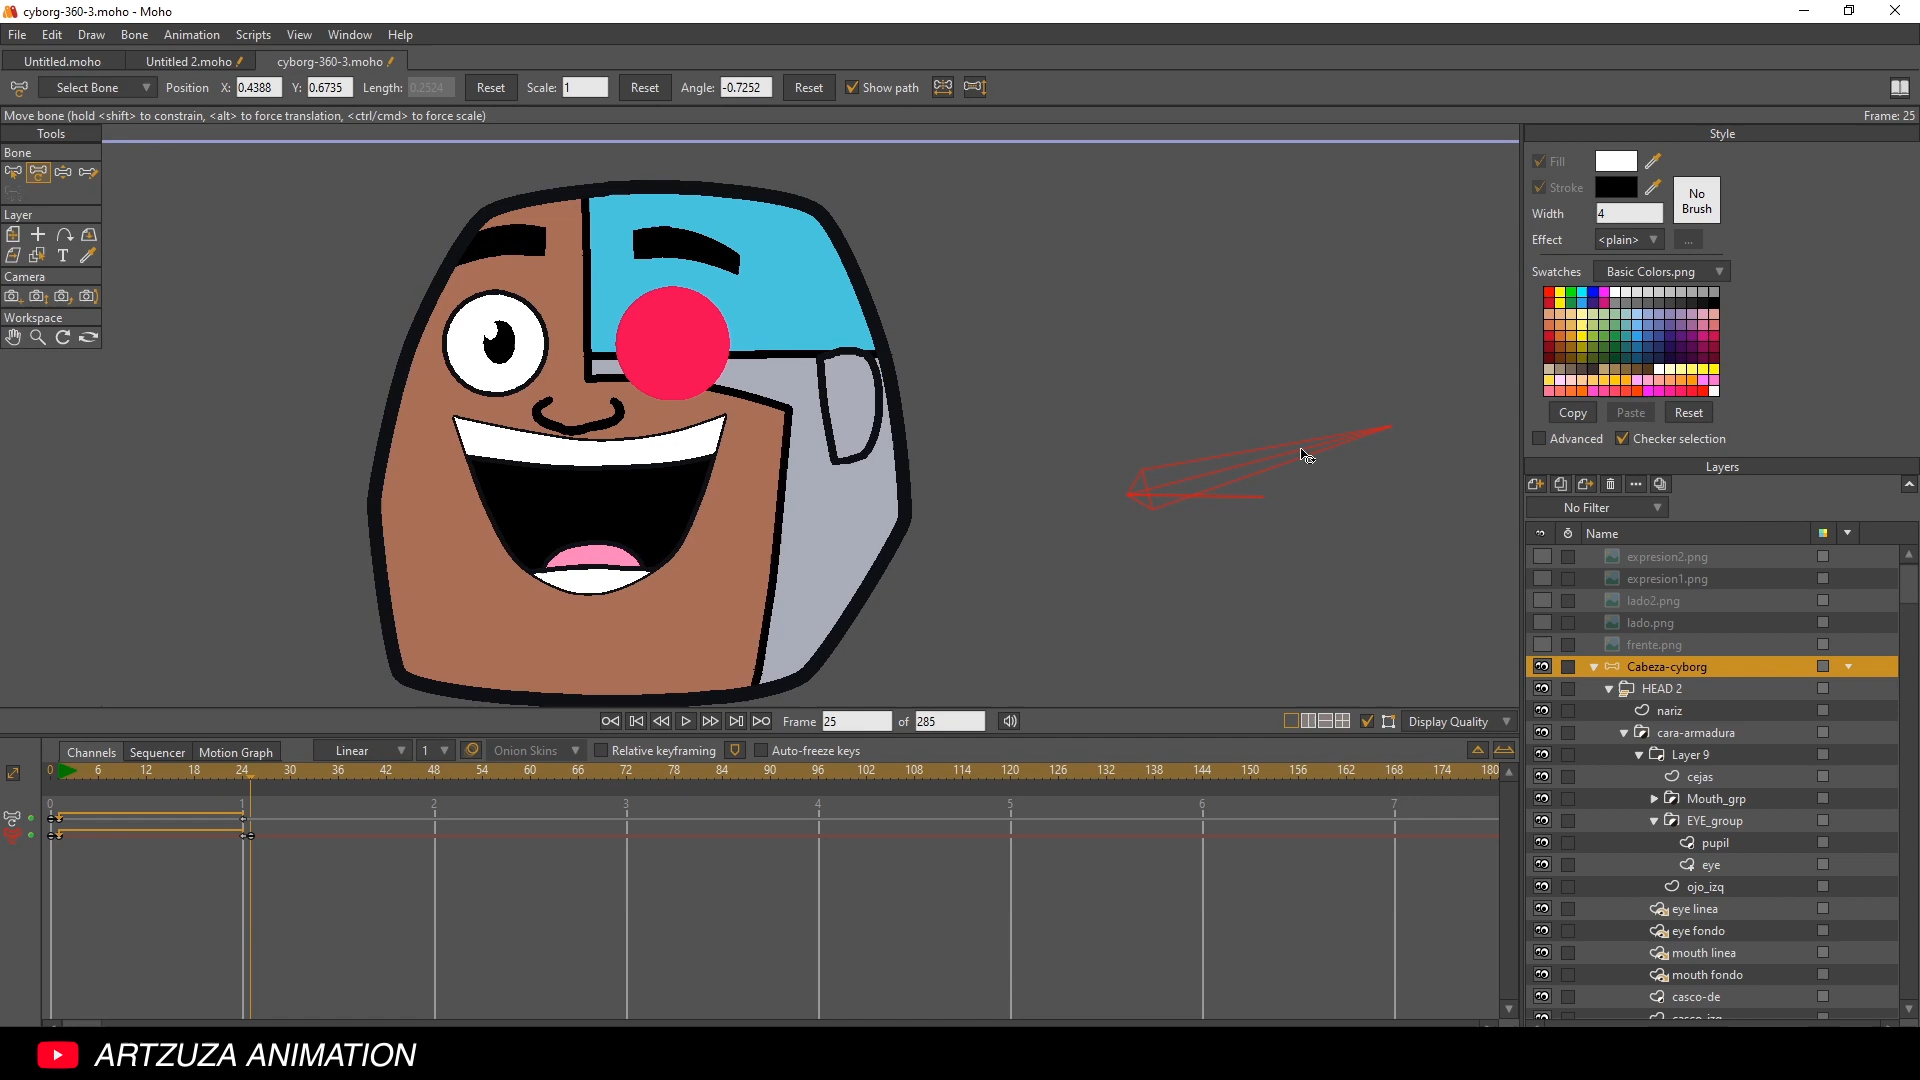 cyborg-360-3.moho - Moho
File Edit Draw Bone Animation Scripts View Window Help
Untitled.moho Untitled 2.moho cyborg-360-3.moho
Select Bone Position X: 0.4388 Y: 0.6735 Length: 0.2524 Reset Scale: 1 Reset Angle: -0.7252 Reset Show path
Move bone (hold <shift> to constrain, <alt> to force translation, <ctrl/cmd> to force scale) Frame: 25
Tools
Bone
Layer
T
Camera
Workspace
Style
Fill
Stroke
No
Brush
Width 4
Effect <plain> ...
Swatches Basic Colors.png
Copy Paste Reset
Advanced Checker selection
Layers
No Filter
Name
expresion2.png
expresion1.png
lado2.png
lado.png
frente.png
Cabeza-cyborg
HEAD 2
nariz
cara-armadura
Layer 9
cejas
Mouth_grp
EYE_group
pupil
eye
ojo_izq
eye linea
eye fondo
mouth linea
mouth fondo
casco-de
casco_izq
Frame 25 of 285 Display Quality
Channels Sequencer Motion Graph Linear 1 Onion Skins Relative keyframing Auto-freeze keys
0 6 12 18 24 30 36 42 48 54 60 66 72 78 84 90 96 102 108 114 120 126 132 138 144 150 156 162 168 174 180
0 1 2 3 4 5 6 7
ARTZUZA ANIMATION